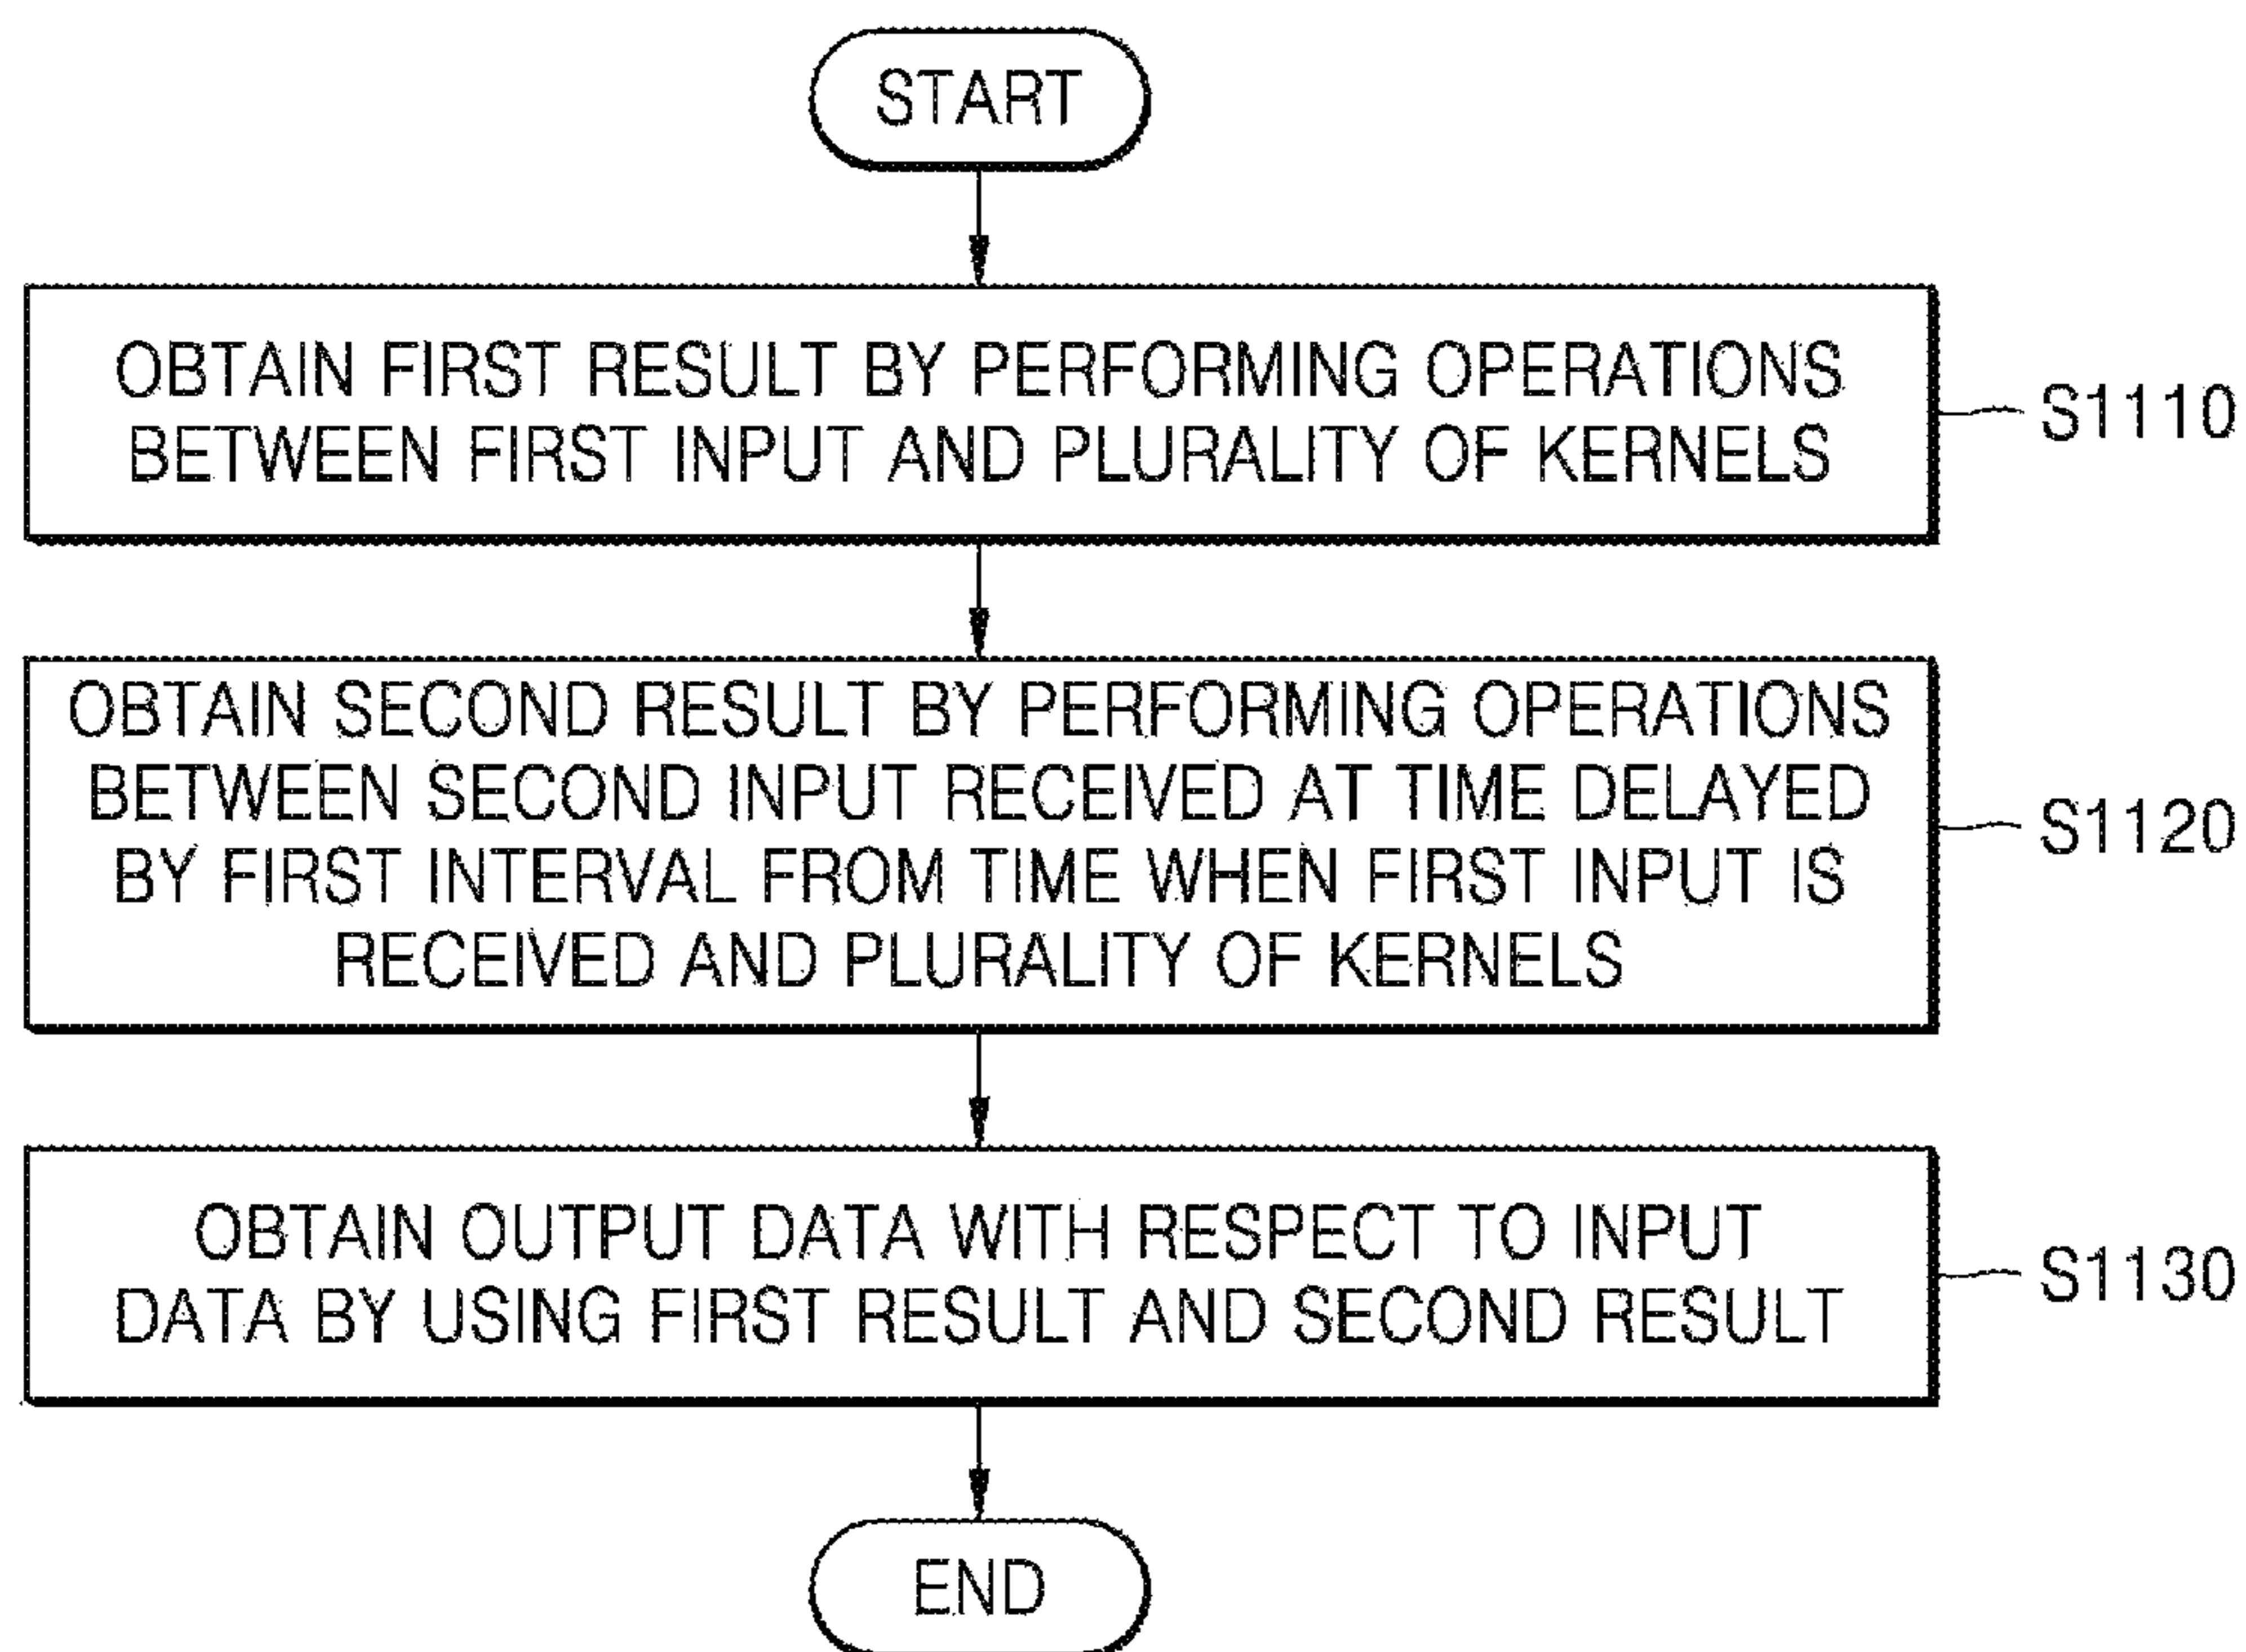 START
OBTAIN FIRST RESULT BY PERFORMING OPERATIONS
BETWEEN FIRST INPUT AND PLURALITY OF KERNELS
S1110
OBTAIN SECOND RESULT BY PERFORMING OPERATIONS
BETWEEN SECOND INPUT RECEIVED AT TIME DELAYED
BY FIRST INTERVAL FROM TIME WHEN FIRST INPUT IS
RECEIVED AND PLURALITY OF KERNELS
S1120
OBTAIN OUTPUT DATA WITH RESPECT TO INPUT
DATA BY USING FIRST RESULT AND SECOND RESULT
S1130
END